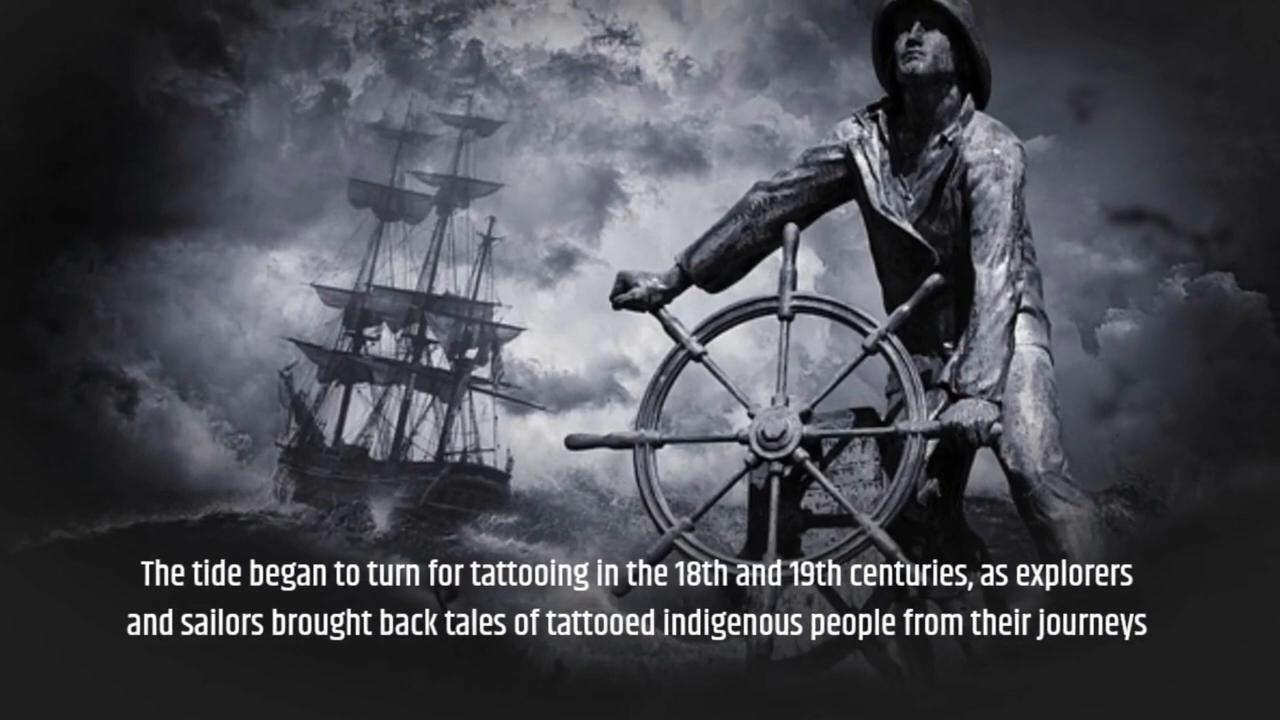 The tide began to turn for tattooing in the 18th and 19th centuries, as explorers
and sailors brought back tales of tattooed indigenous people from their journeys